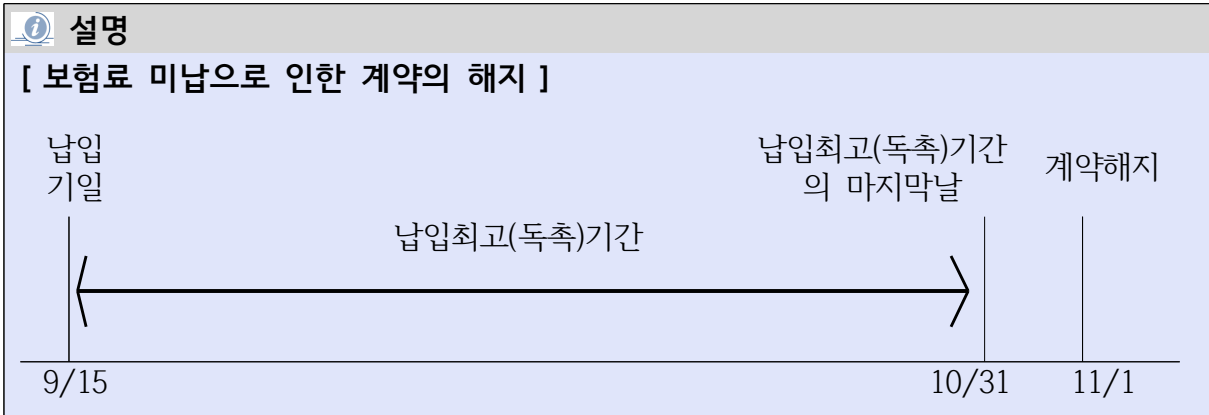 설명
[ 보험료 미납으로 인한 계약의 해지 ]
납입
기일
납입최고(독촉)기간
의 마지막날
계약해지
납입최고(독촉)기간
9/15
10/31
11/1